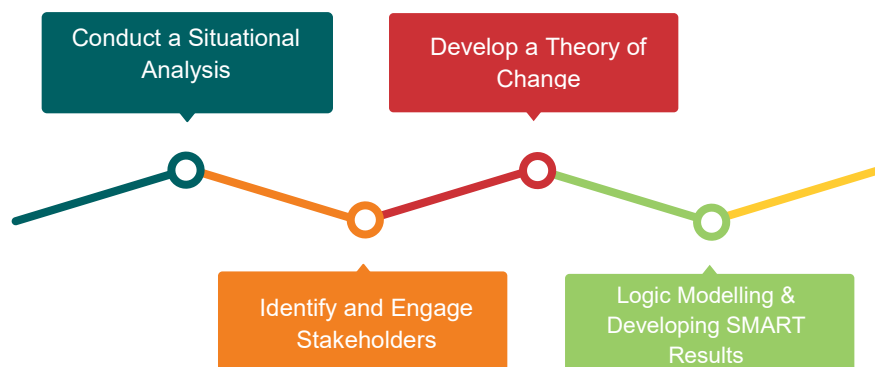 Conduct a Situational
Analysis
Develop a Theory of
Change
Identify and Engage
Stakeholders
Logic Modelling &
Developing SMART
Results